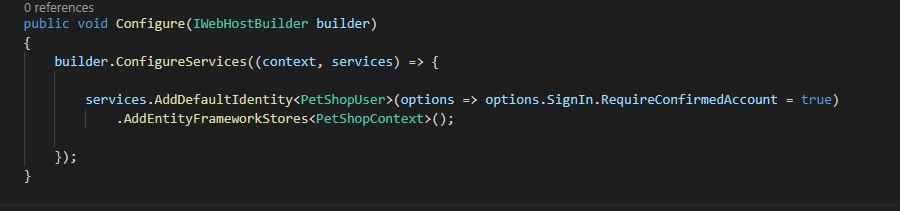 0 references
public void Configure(IWebHostBuilder builder)
{
builder.ConfigureServices((context, services) => {
services.AddDefaultIdentity<PetShopUser>(options => options.SignIn.RequireConfirmedAccount = true)
.AddEntityFrameworkStores<PetShopContext>();
});
}